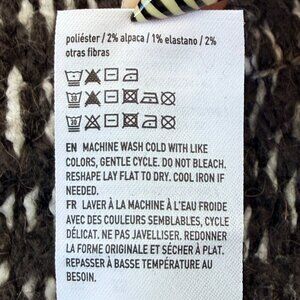 poliéster / 2% alpaca / 1% elastano / 2%
otras fibras
EN MACHINE WASH COLD WITH LIKE
COLORS, GENTLE CYCLE. DO NOT BLEACH.
RESHAPE LAY FLAT TO DRY. COOL IRON IF
NEEDED.
FR LAVER À LA MACHINE À L'EAU FROIDE
AVEC DES COULEURS SEMBLABLES, CYCLE
DÉLICAT. NE PAS JAVELLISER. REDONNER
LA FORME ORIGINALE ET SÉCHER À PLAT.
REPASSER À BASSE TEMPÉRATURE AU
BESOIN.